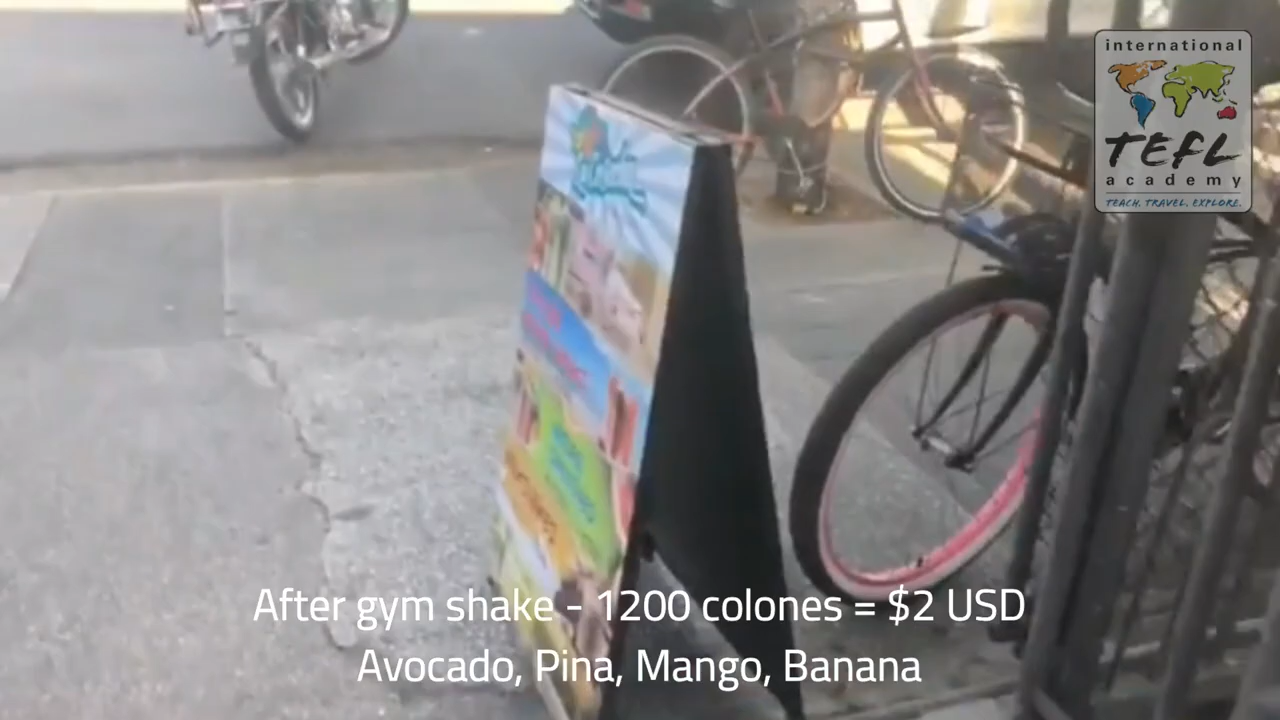 international
TEFL
academy
TEACH. TRAVEL. EXPLORE.
After gym shake - 1200 colones = $2 USD
Avocado, Pina, Mango, Banana